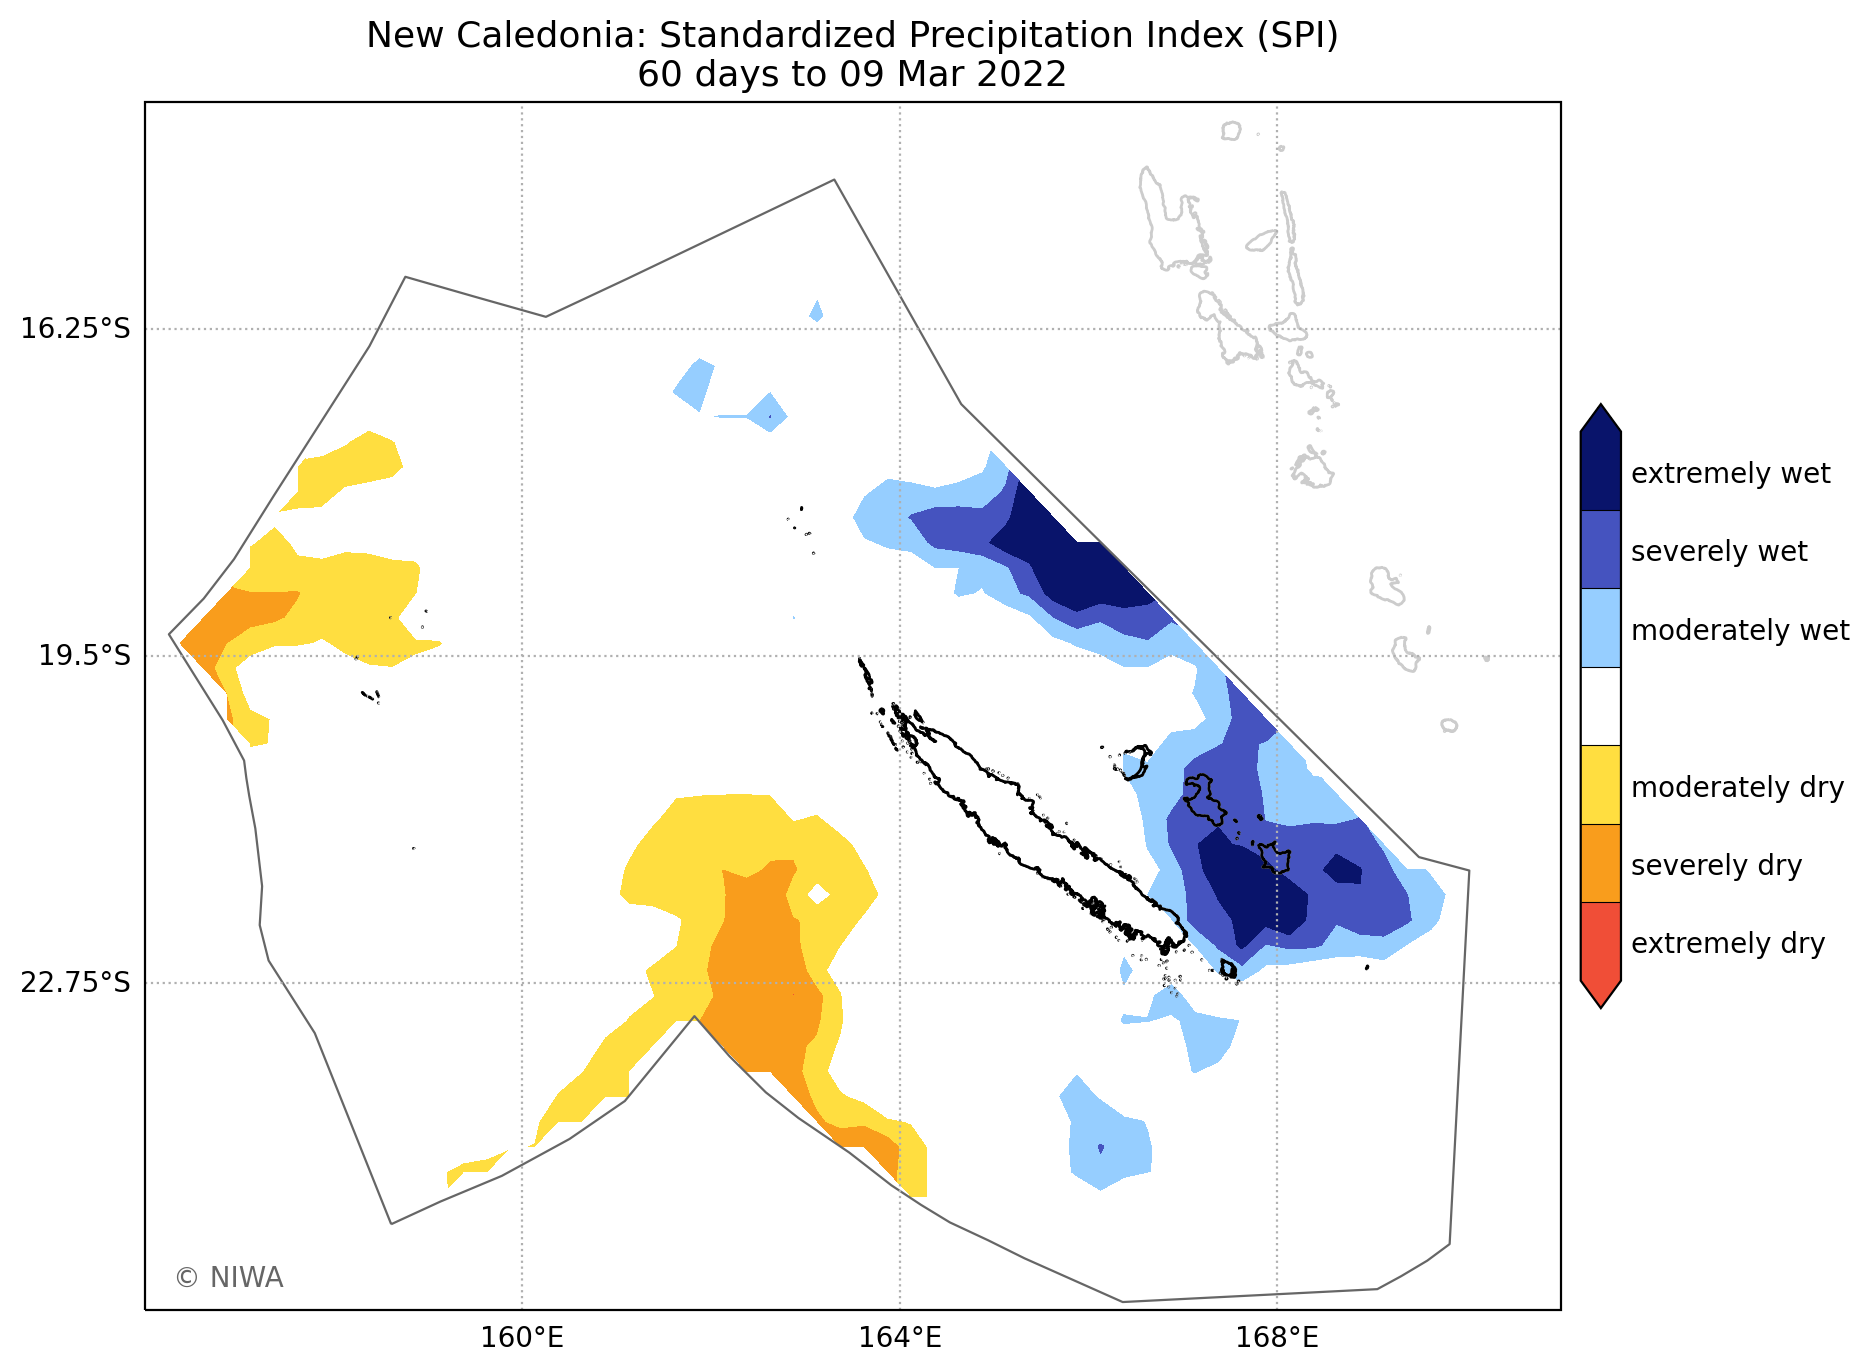 New Caledonia: Standardized Precipitation Index (SPI)
60 days to 09 Mar 2022
16.25°S
19.5°S
22.75°S
160°E
164°E
168°E
extremely wet
severely wet
moderately wet
moderately dry
severely dry
extremely dry
© NIWA